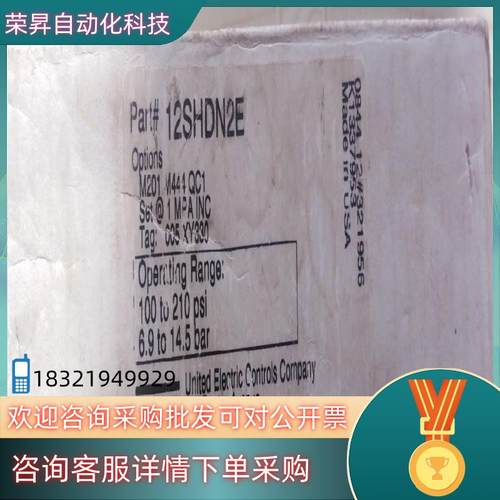 荣昇自动化科技
Part# 12SHDN2E
Options
M201 M444 QC1
Set @ 1 MPA INC
Tag: 605 XY330
Operating Range:
100 to 210 psi
6.9 to 14.5 bar
United Electric Controls Company
Made in USA
18321949929
欢迎咨询采购批发可对公开票
咨询客服详情下单采购